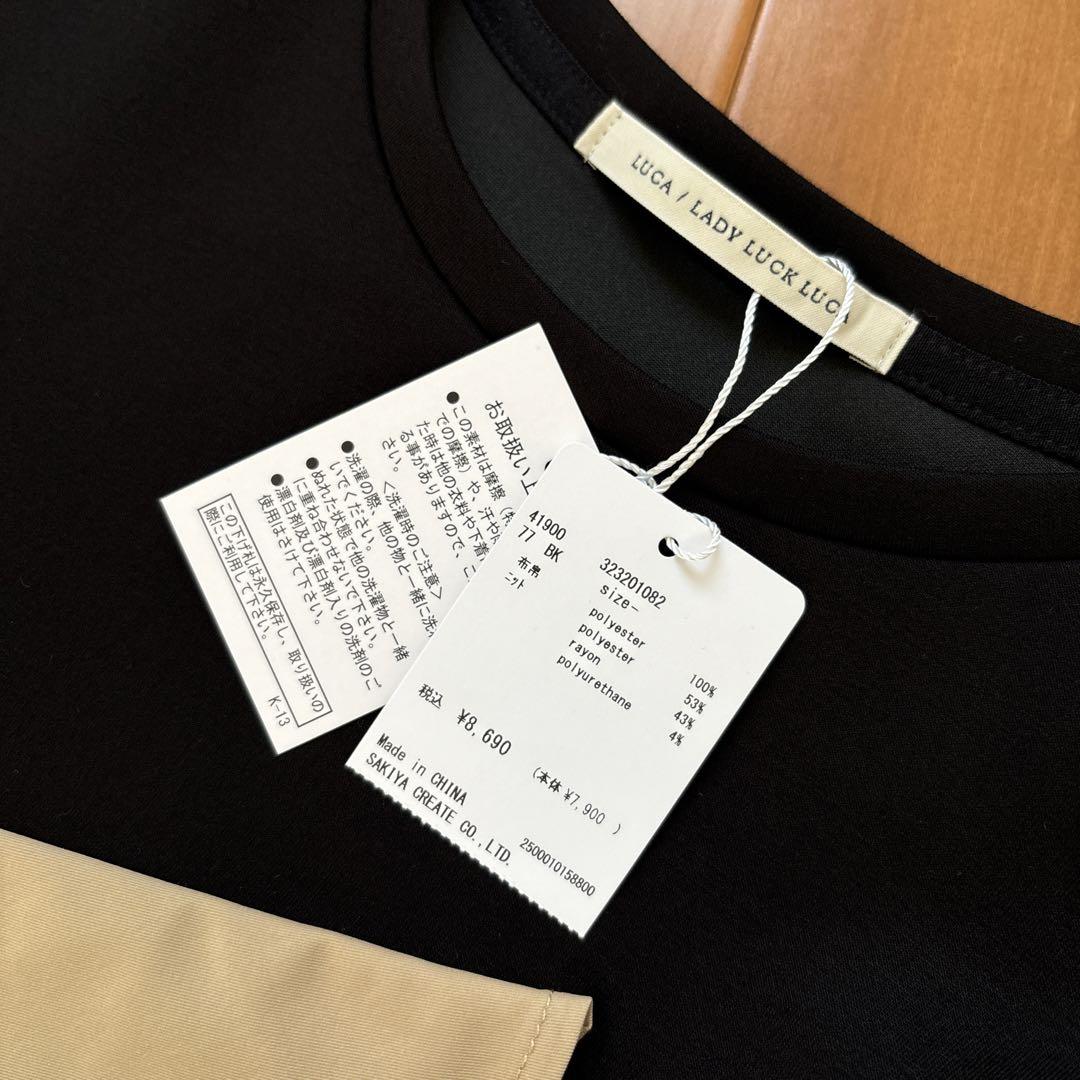 LUCA / LADY LUCK LUCA
お取扱い上
●この素材は摩擦（特
での摩擦）や、汗や
た時は他の衣料や下着
る事がありますので、
さい。
＜洗濯時のご注意＞
●洗濯の際、他の物と一緒に洗
いでください。
●ぬれた状態で他の洗濯物と一緒
に重ね合わせないで下さい。
●漂白剤及び漂白剤入りの洗剤のご
使用はさけて下さい。
この下げ札は永久保存し、取り扱いの
際にご利用して下さい。
K-13
41900 323201082
77 BK size-
布帛 polyester 100%
ニット polyester 53%
rayon 43%
polyurethane 4%
税込 ¥8,690
(本体 ¥7,900 )
Made in CHINA
SAKIYA CREATE CO.,LTD.
2500010158800